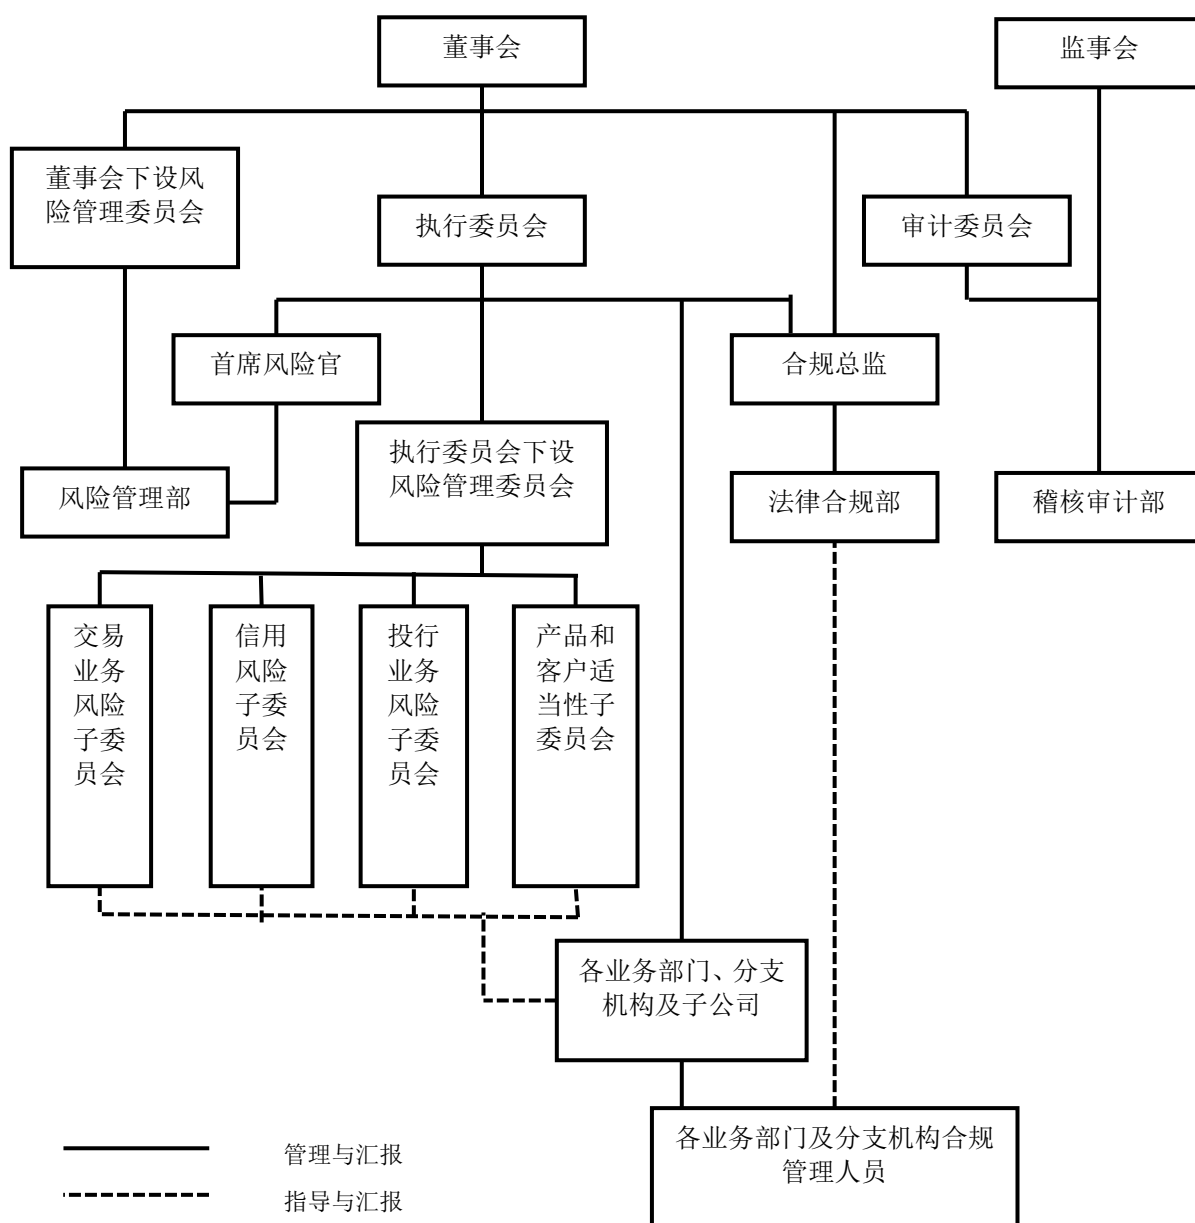 董事会
监事会
董事会下设风
险管理委员会
执行委员会
审计委员会
首席风险官
合规总监
执行委员会下设
风险管理委员会
风险管理部
法律合规部
稽核审计部
交易
业务
风险
子委
员会
信用
风险
子委
员会
投行
业务
风险
子委
员会
产品和
客户适
当性子
委员会
各业务部门、分支
机构及子公司
各业务部门及分支机构合规
管理人员
管理与汇报
指导与汇报